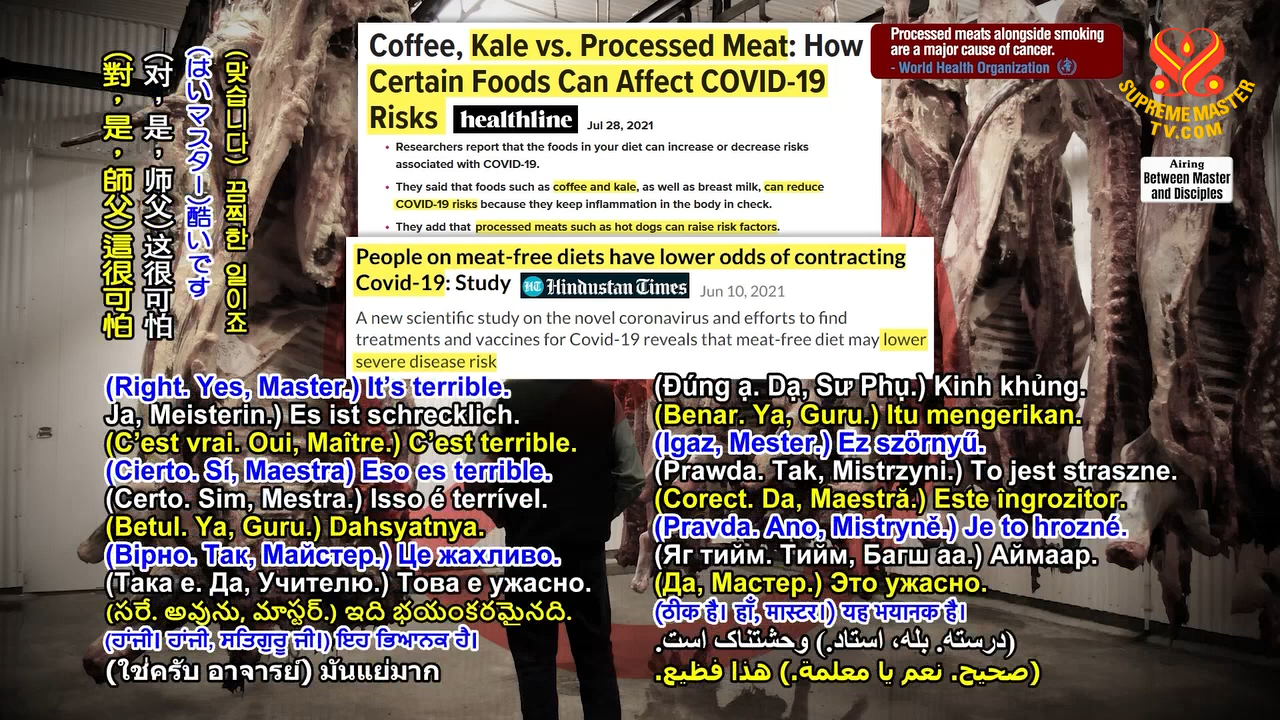 Coffee, Kale vs. Processed Meat: How
Certain Foods Can Affect COVID-19
Risks healthline Jul 28, 2021
• Researchers report that the foods in your diet can increase or decrease risks
associated with COVID-19.
• They said that foods such as coffee and kale, as well as breast milk, can reduce
COVID-19 risks because they keep inflammation in the body in check.
• They add that processed meats such as hot dogs can raise risk factors.
People on meat-free diets have lower odds of contracting
Covid-19: Study HT Hindustan Times Jun 10, 2021
A new scientific study on the novel coronavirus and efforts to find
treatments and vaccines for Covid-19 reveals that meat-free diet may lower
severe disease risk
Processed meats alongside smoking
are a major cause of cancer.
- World Health Organization
SUPREME MASTER
TV.COM
Airing
Between Master
and Disciples
(對，是，師父)這很可怕
(对，是，师父)这很可怕
(はいマスター)酷いです
(맞습니다) 끔찍한 일이죠
(Right. Yes, Master.) It's terrible.
Ja, Meisterin.) Es ist schrecklich.
(C'est vrai. Oui, Maître.) C'est terrible.
(Cierto. Sí, Maestra) Eso es terrible.
(Certo. Sim, Mestra.) Isso é terrível.
(Betul. Ya, Guru.) Dahsyatnya.
(Вірно. Так, Майстер.) Це жахливо.
(Така е. Да, Учителю.) Това е ужасно.
(సరే. అవును, మాస్టర్.) ఇది భయంకరమైనది.
(ਹਾਂਜੀ। ਹਾਂਜੀ, ਸਤਿਗੁਰੂ ਜੀ।) ਇਹ ਭਿਆਨਕ ਹੈ।
(ใช่ครับ อาจารย์) มันแย่มาก
(Đúng ạ. Dạ, Sư Phụ.) Kinh khủng.
(Benar. Ya, Guru.) Itu mengerikan.
(Igaz, Mester.) Ez szörnyű.
(Prawda. Tak, Mistrzyni.) To jest straszne.
(Corect. Da, Maestră.) Este îngrozitor.
(Pravda. Ano, Mistryně.) Je to hrozné.
(Яг тийм. Тийм, Багш аа.) Аймаар.
(Да, Мастер.) Это ужасно.
(ठीक है। हाँ, मास्टर।) यह भयानक है।
(درسته. بله، استاد.) وحشتناک است.
(صحيح. نعم يا معلمة.) هذا فظيع.